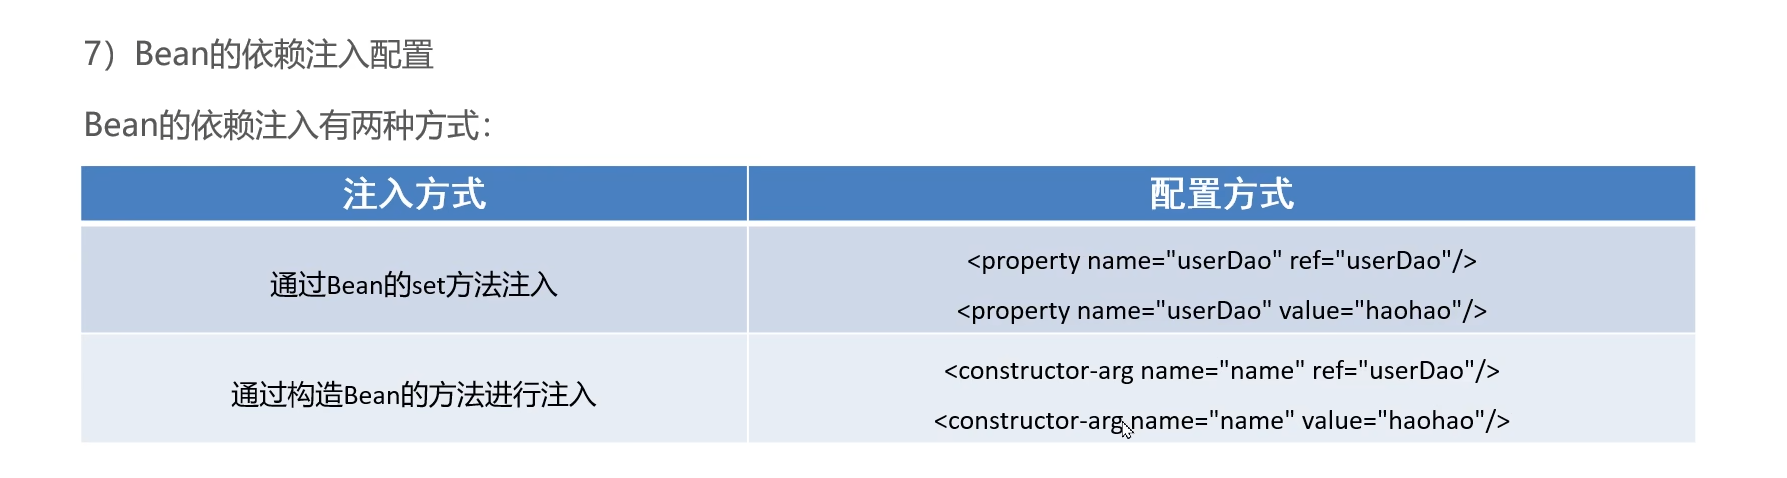 7）Bean的依赖注入配置
Bean的依赖注入有两种方式：
注入方式
配置方式
通过Bean的set方法注入
<property name="userDao" ref="userDao"/>
<property name="userDao" value="haohao"/>
通过构造Bean的方法进行注入
<constructor-arg name="name" ref="userDao"/>
<constructor-arg name="name" value="haohao"/>